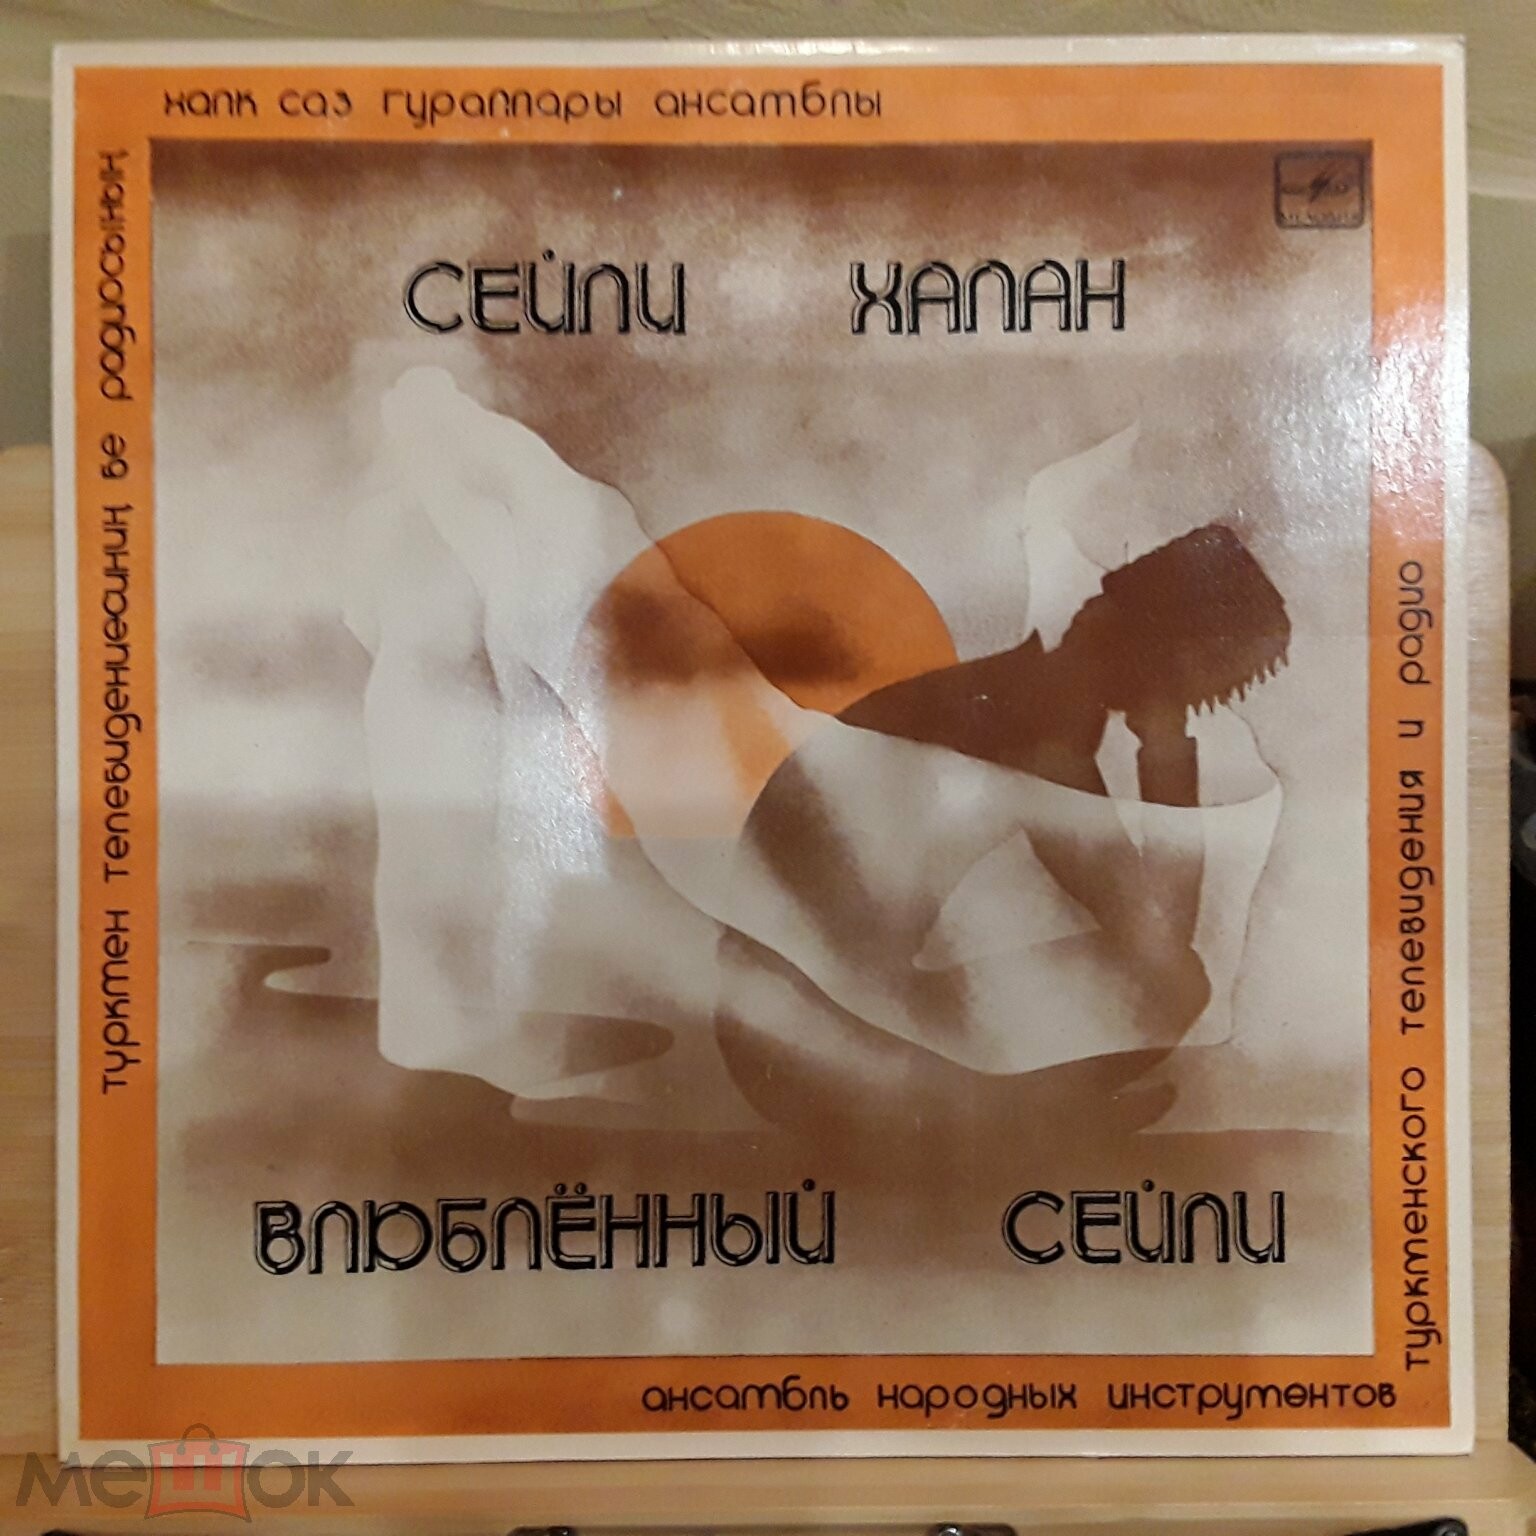 түркмен телевидениесиниң ве радиосының
халк саз гураллары ансамблы
МЕЛОДИЯ
СЕЙЛИ ХАЛАН
ВЛЮБЛЁННЫЙ СЕЙЛИ
ансамбль народных инструментов
туркменского телевидения и радио
мешок